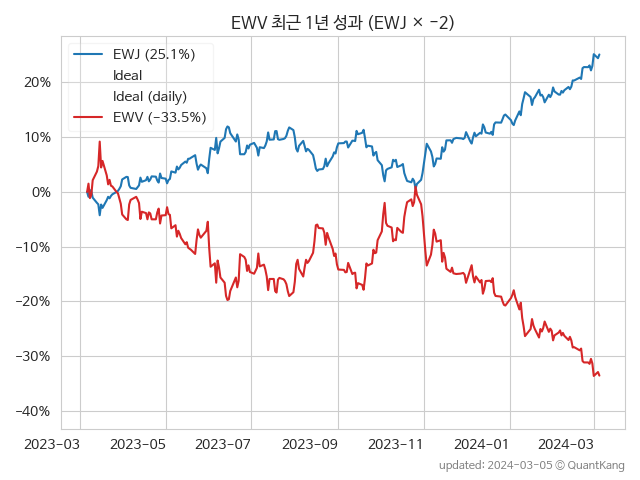 EWV 최근 1년 성과 (EWJ × −2)
EWJ (25.1%)
Ideal
Ideal (daily)
EWV (−33.5%)
20%
10%
0%
−10%
−20%
−30%
−40%
2023-03
2023-05
2023-07
2023-09
2023-11
2024-01
2024-03
updated: 2024-03-05 © QuantKang